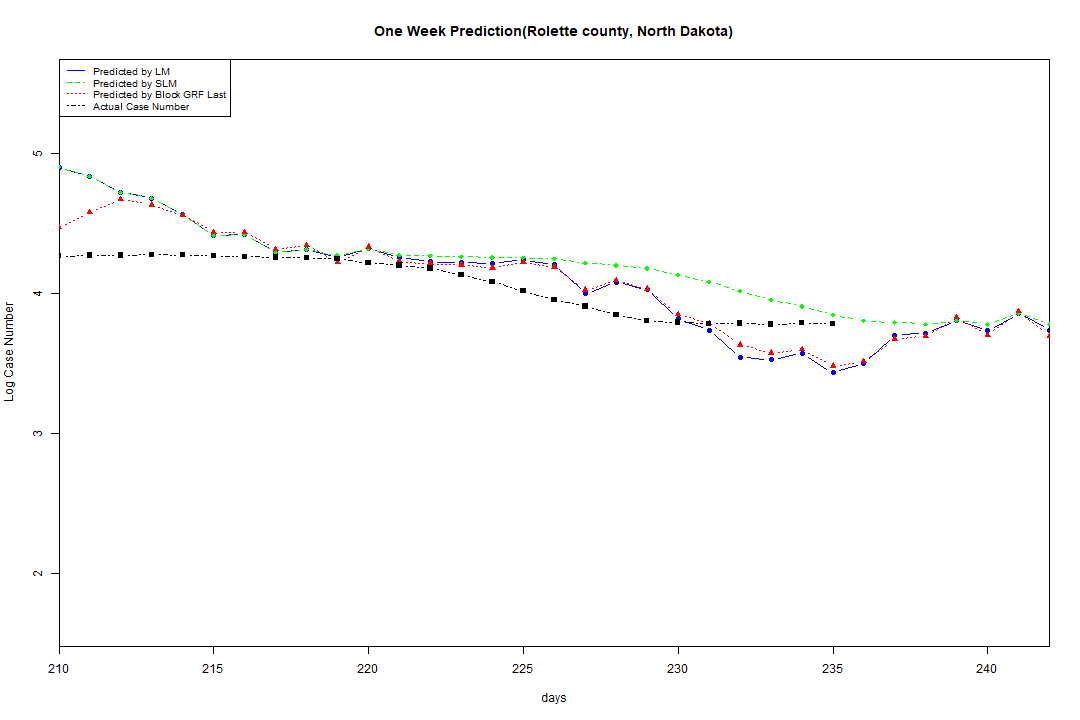 One Week Prediction(Rolette county, North Dakota)
Predicted by LM
Predicted by SLM
Predicted by Block GRF Last
Actual Case Number
5
4
3
2
Log Case Number
210 215 220 225 230 235 240
days